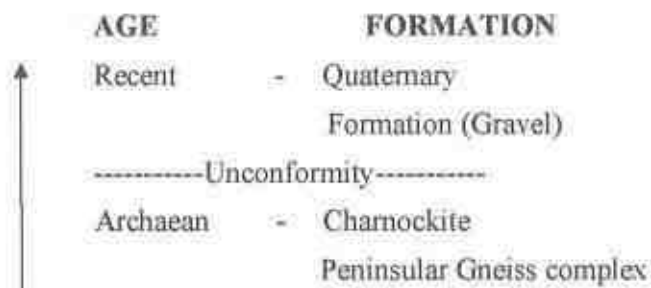 AGE FORMATION
Recent - Quaternary
Formation (Gravel)
-----------Unconformity-----------
Archaean - Charnockite
Peninsular Gneiss complex